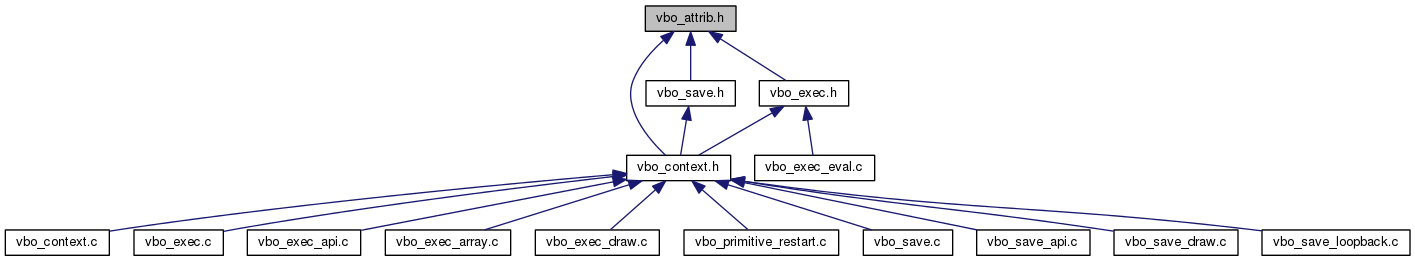 vbo_attrib.h
vbo_save.h
vbo_exec.h
vbo_context.h
vbo_exec_eval.c
vbo_context.c
vbo_exec.c
vbo_exec_api.c
vbo_exec_array.c
vbo_exec_draw.c
vbo_primitive_restart.c
vbo_save.c
vbo_save_api.c
vbo_save_draw.c
vbo_save_loopback.c